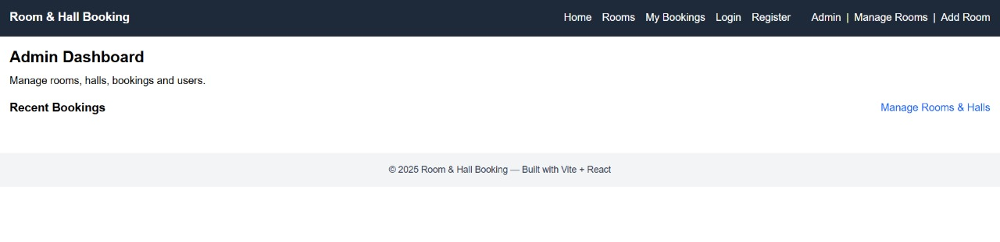 Room & Hall Booking
Home Rooms My Bookings Login Register Admin | Manage Rooms | Add Room
Admin Dashboard
Manage rooms, halls, bookings and users.
Recent Bookings
Manage Rooms & Halls
© 2025 Room & Hall Booking — Built with Vite + React